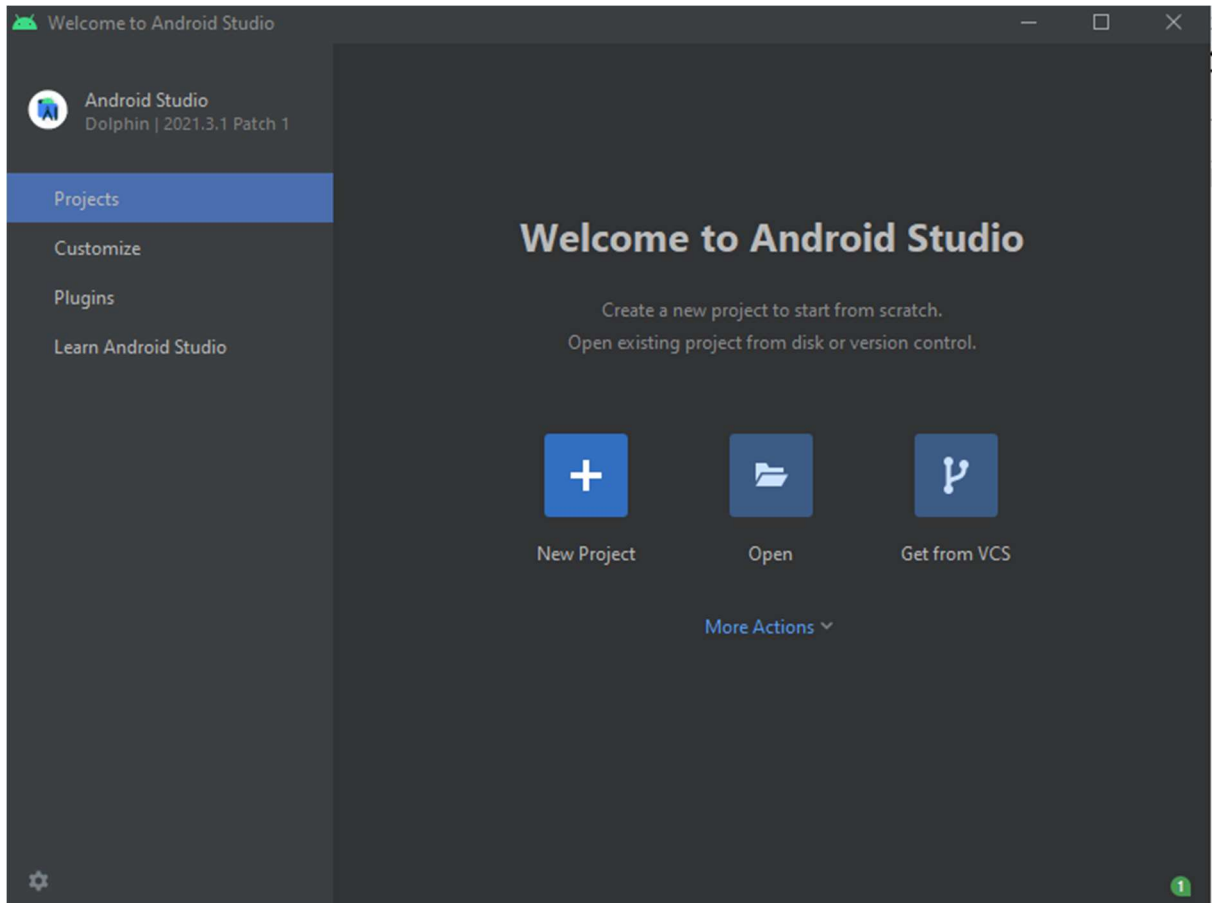 Welcome to Android Studio
Android Studio
Dolphin | 2021.3.1 Patch 1
Projects
Customize
Plugins
Learn Android Studio
Welcome to Android Studio
Create a new project to start from scratch.
Open existing project from disk or version control.
New Project
Open
Get from VCS
More Actions
1